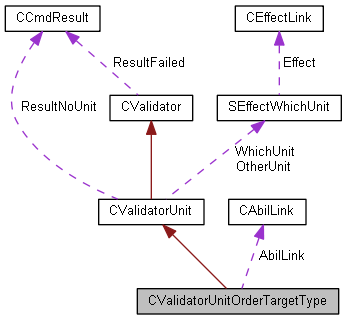 CCmdResult
CEffectLink
ResultFailed
Effect
ResultNoUnit
CValidator
SEffectWhichUnit
WhichUnit
OtherUnit
CValidatorUnit
CAbilLink
AbilLink
CValidatorUnitOrderTargetType